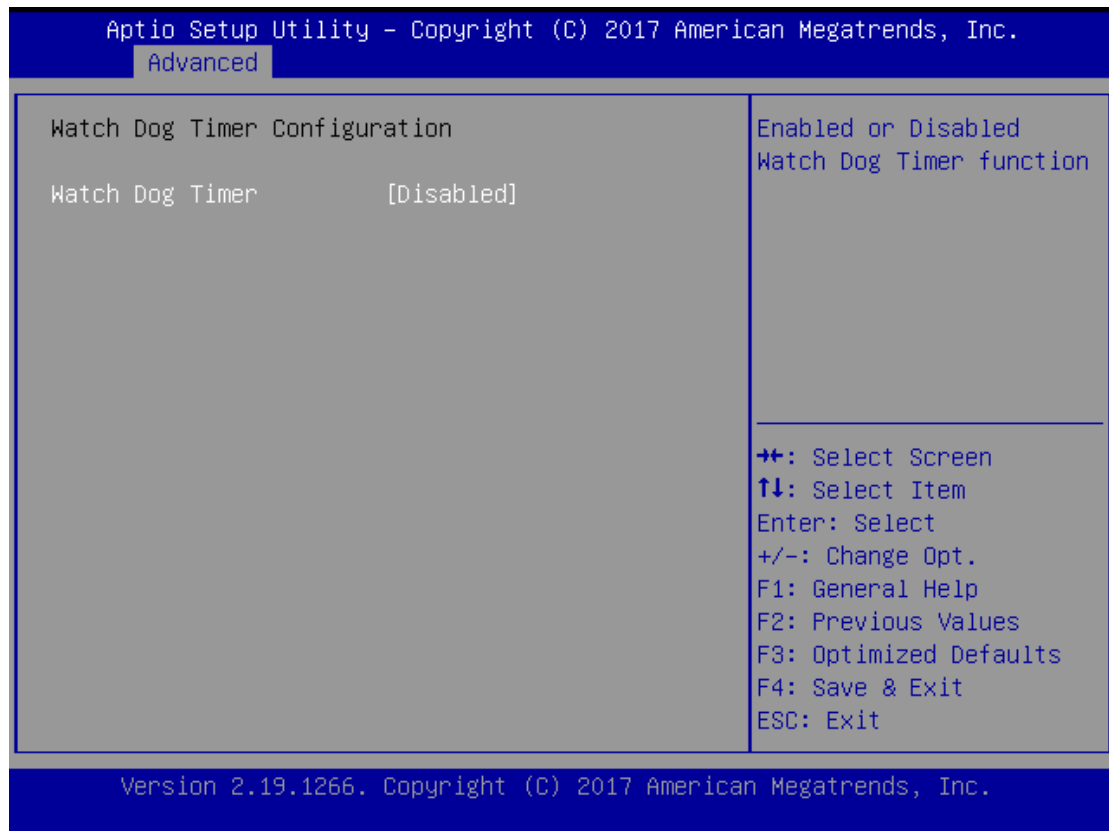 Aptio Setup Utility – Copyright (C) 2017 American Megatrends, Inc.
Advanced
Watch Dog Timer Configuration
Watch Dog Timer [Disabled]
Enabled or Disabled
Watch Dog Timer function
→←: Select Screen
↑↓: Select Item
Enter: Select
+/-: Change Opt.
F1: General Help
F2: Previous Values
F3: Optimized Defaults
F4: Save & Exit
ESC: Exit
Version 2.19.1266. Copyright (C) 2017 American Megatrends, Inc.